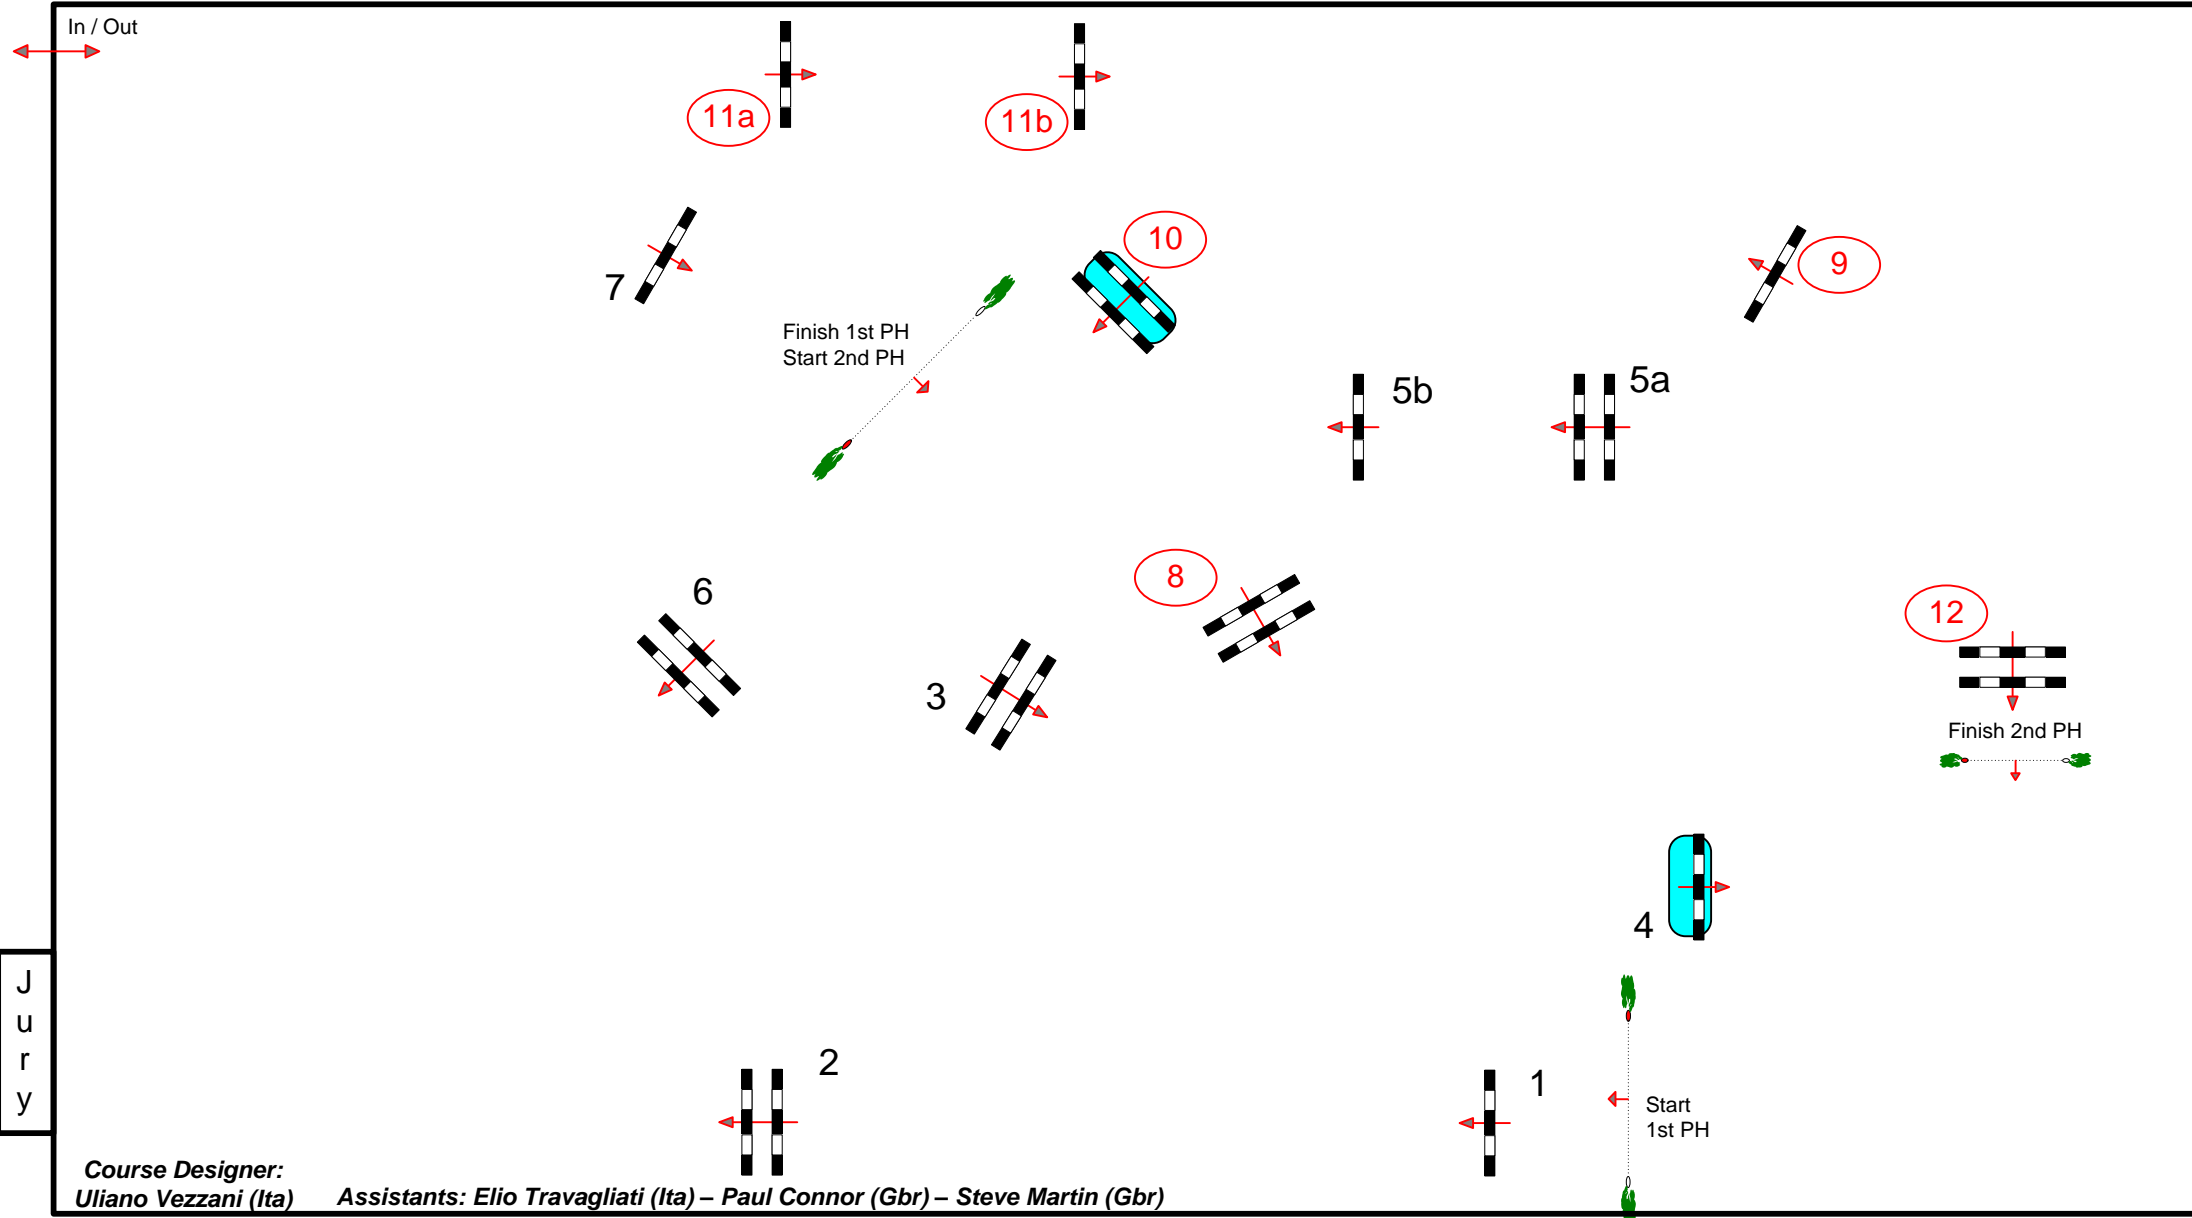 In / Out
11a
11b
10
9
7
Finish 1st PH
Start 2nd PH
5b
5a
8
6
12
3
Finish 2nd PH
4
J
u
r
y
2
1
Start
1st PH
Course Designer:
Uliano Vezzani (Ita)
Assistants: Elio Travagliati (Ita) – Paul Connor (Gbr) – Steve Martin (Gbr)